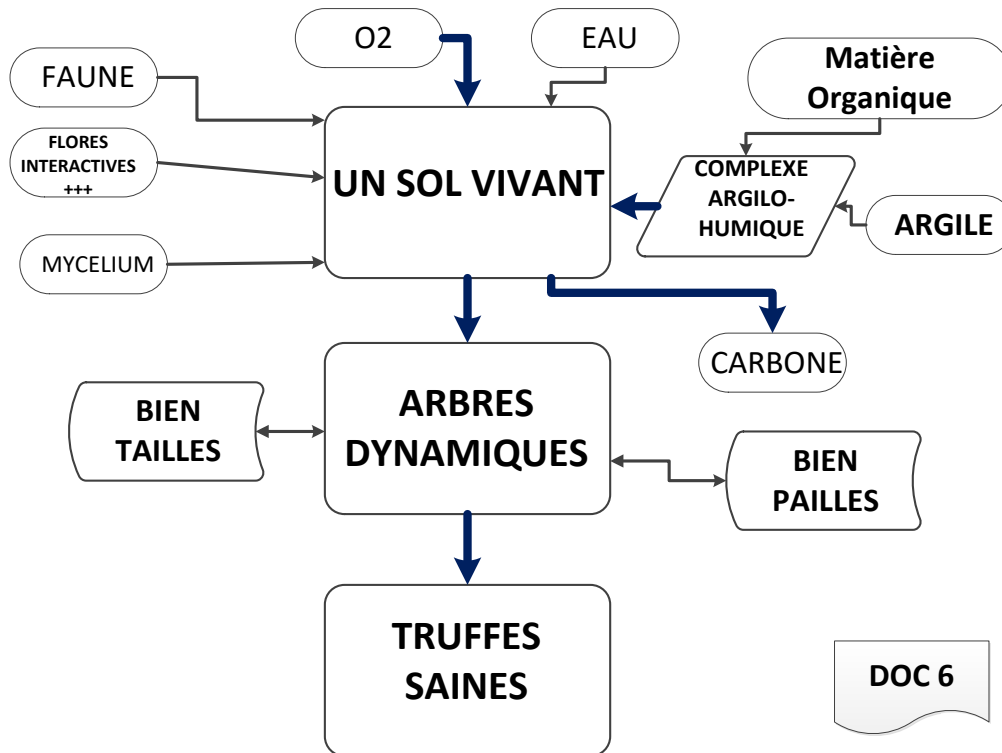 O2
EAU
FAUNE
Matière
Organique
FLORES
INTERACTIVES
+++
UN SOL VIVANT
COMPLEXE
ARGILO-
HUMIQUE
ARGILE
MYCELIUM
CARBONE
ARBRES
DYNAMIQUES
BIEN
TAILLES
BIEN
PAILLES
TRUFFES
SAINES
DOC 6